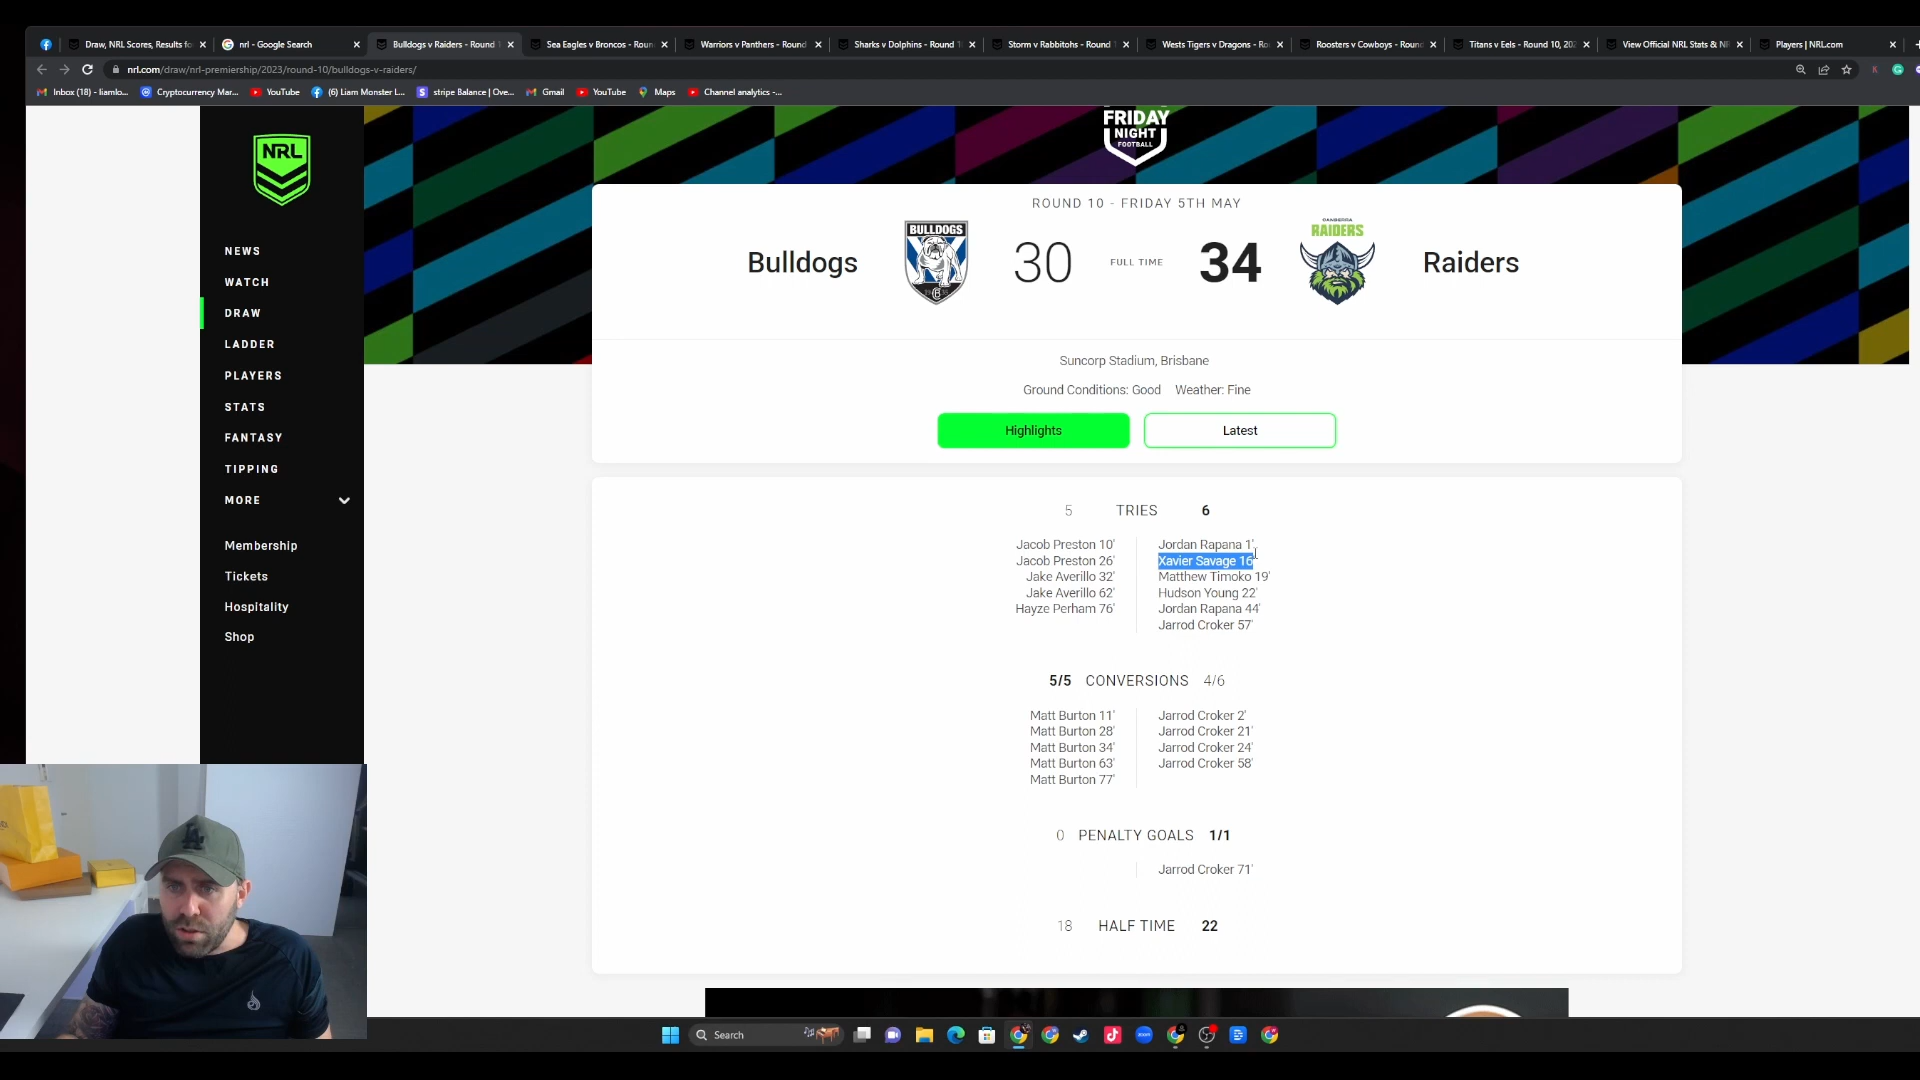 Draw, NRL Scores, Results fo
nrl - Google Search
Bulldogs v Raiders - Round
Sea Eagles v Broncos - Roun
Warriors v Panthers - Round
Sharks v Dolphins - Round 1
Storm v Rabbitohs - Round
Wests Tigers v Dragons - Ro
Roosters v Cowboys - Round
Titans v Eels - Round 10, 202
View Official NRL Stats & NR
Players | NRL.com
nrl.com/draw/nrl-premiership/2023/round-10/bulldogs-v-raiders/
Inbox (18) - liamlo...
Cryptocurrency Mar...
YouTube
(6) Liam Monster L...
stripe Balance | Ove...
Gmail
YouTube
Maps
Channel analytics -...
NRL
NEWS
WATCH
DRAW
LADDER
PLAYERS
STATS
FANTASY
TIPPING
MORE
Membership
Tickets
Hospitality
Shop
FRIDAY
NIGHT
FOOTBALL
ROUND 10 - FRIDAY 5TH MAY
Bulldogs
BULLDOGS
30
FULL TIME
34
CANBERRA
RAIDERS
Raiders
Suncorp Stadium, Brisbane
Ground Conditions: Good Weather: Fine
Highlights
Latest
5 TRIES 6
Jacob Preston 10'
Jacob Preston 26'
Jake Averillo 32'
Jake Averillo 62'
Hayze Perham 76'
Jordan Rapana 1'
Xavier Savage 16'
Matthew Timoko 19'
Hudson Young 22'
Jordan Rapana 44'
Jarrod Croker 57'
5/5 CONVERSIONS 4/6
Matt Burton 11'
Matt Burton 28'
Matt Burton 34'
Matt Burton 63'
Matt Burton 77'
Jarrod Croker 2'
Jarrod Croker 21'
Jarrod Croker 24'
Jarrod Croker 58'
0 PENALTY GOALS 1/1
Jarrod Croker 71'
18 HALF TIME 22
Search